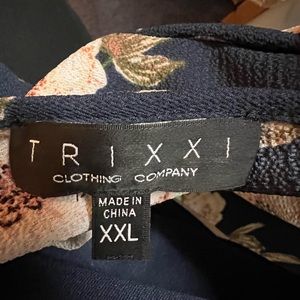 TRIXXI
CLOTHING COMPANY
MADE IN
CHINA
XXL